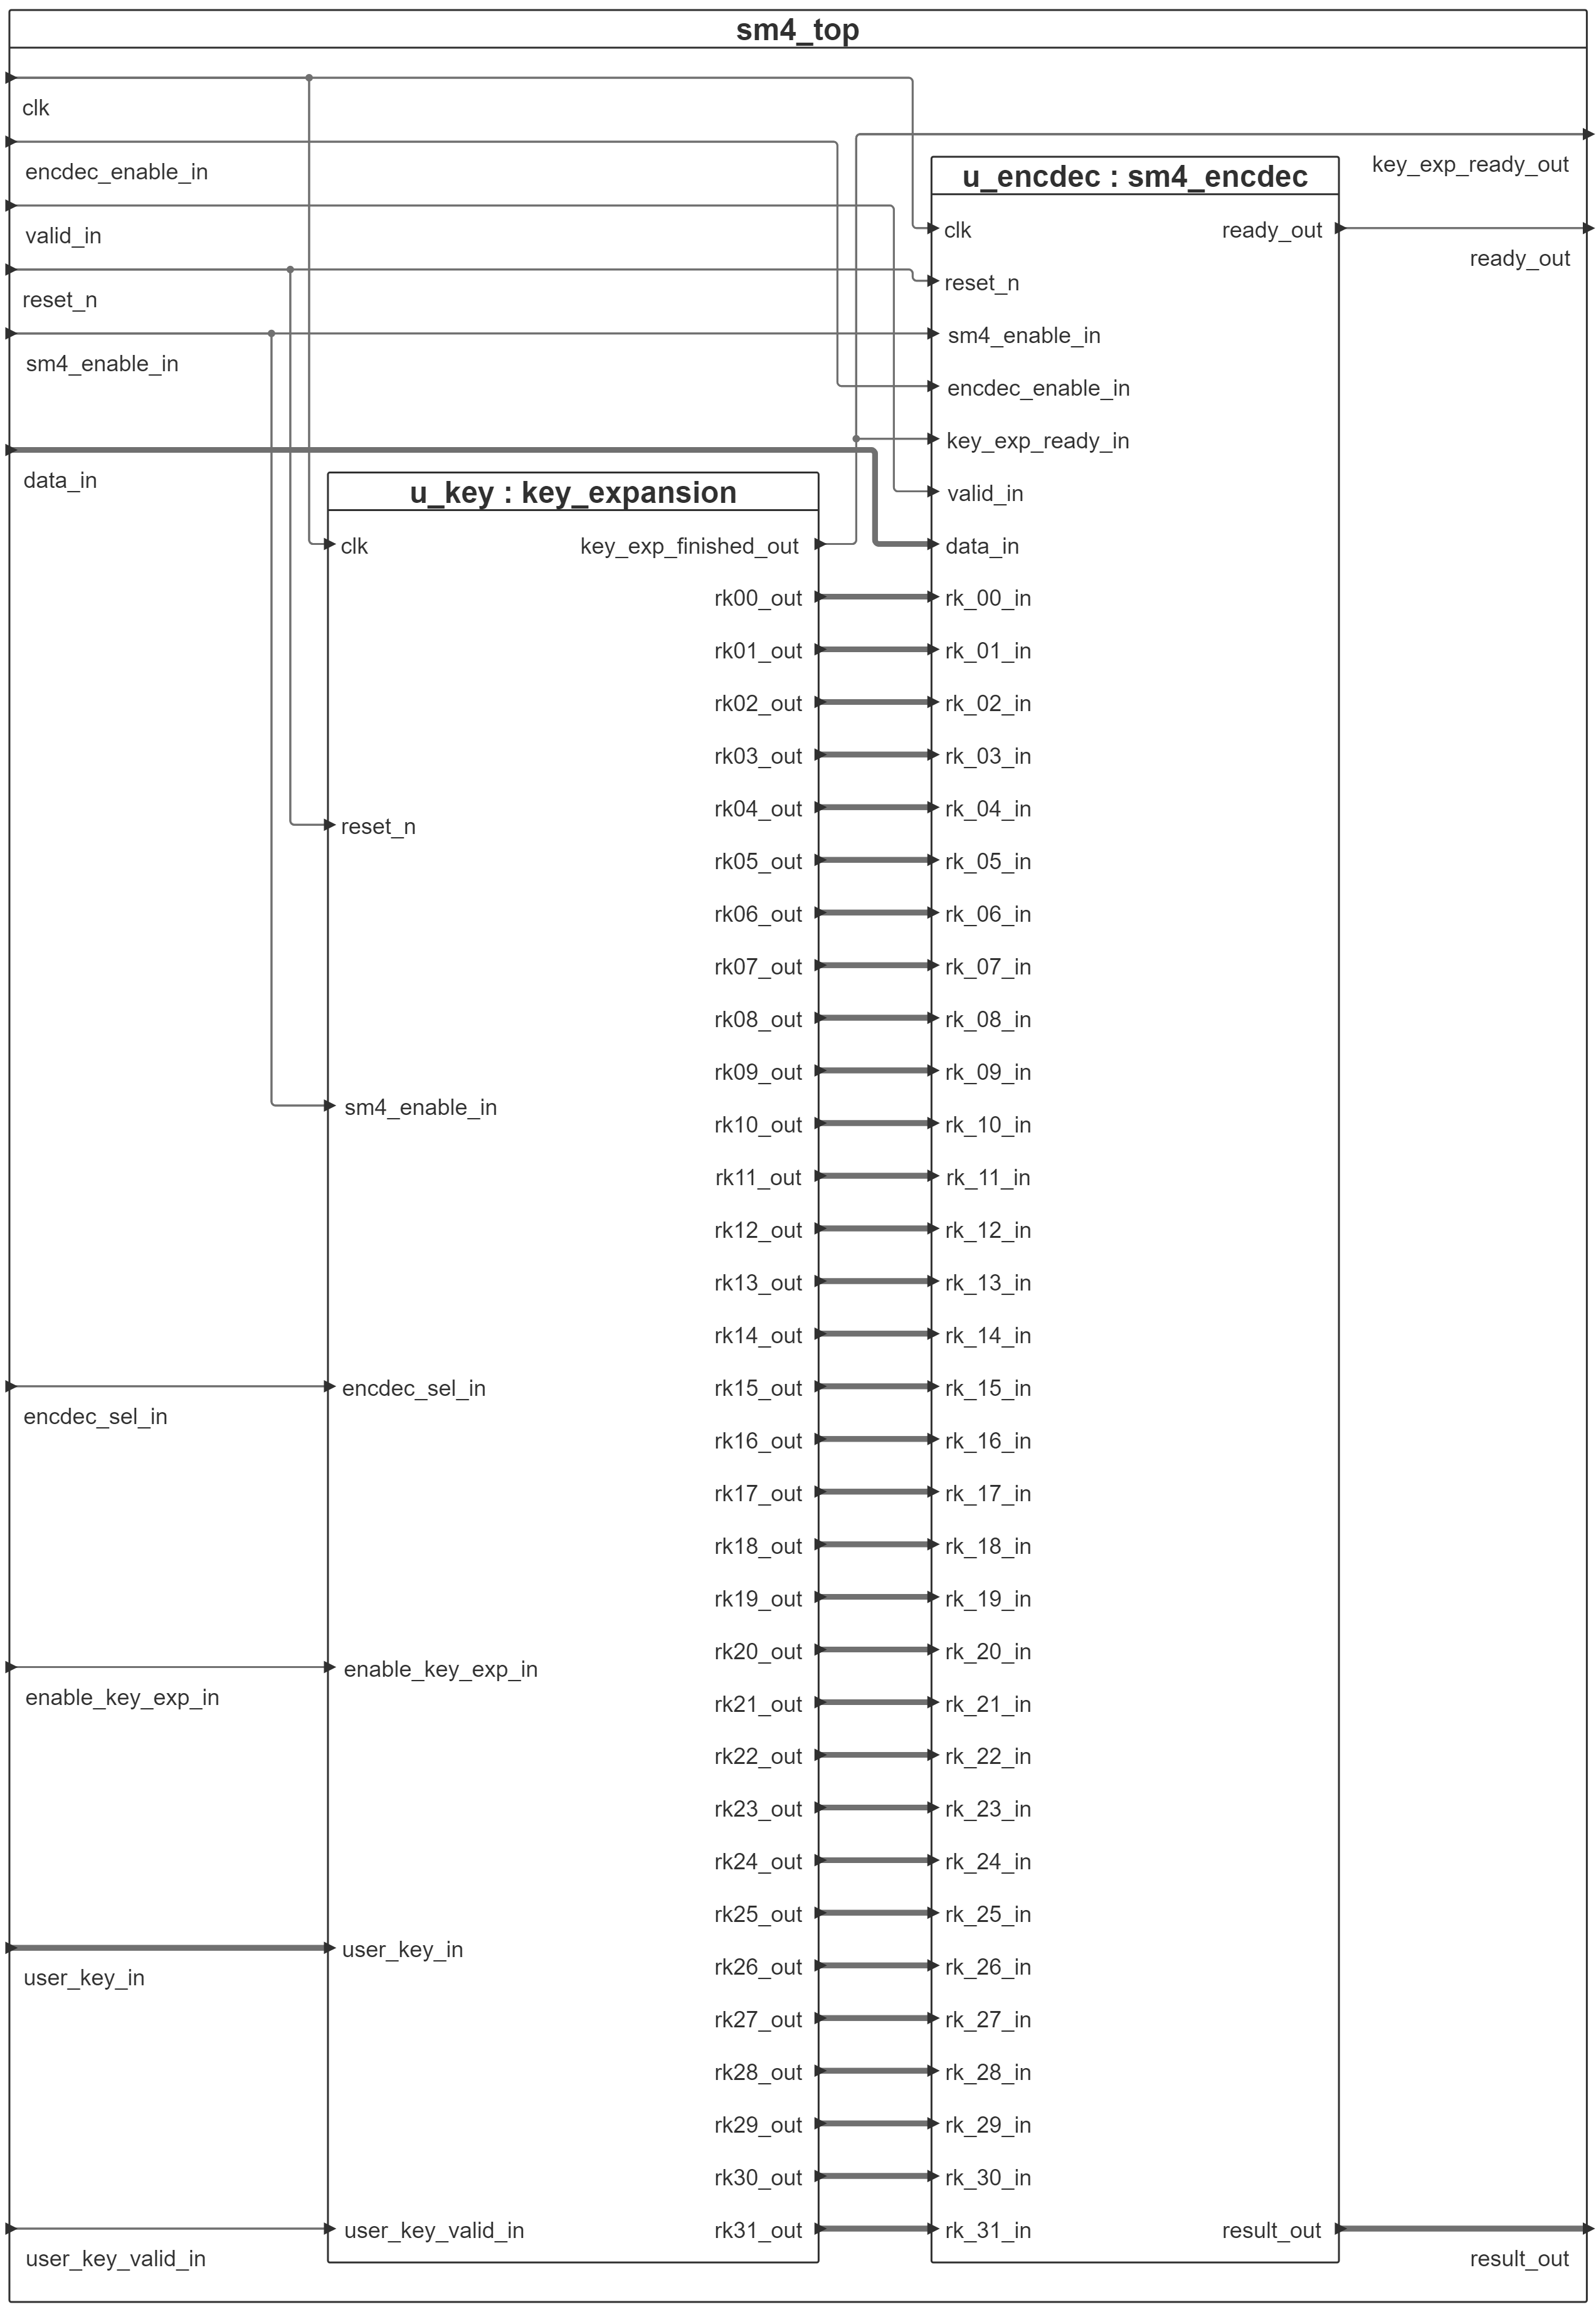 sm4_top
clk
encdec_enable_in
key_exp_ready_out
u_encdec : sm4_encdec
valid_in
clk
ready_out
ready_out
reset_n
reset_n
sm4_enable_in
sm4_enable_in
encdec_enable_in
key_exp_ready_in
data_in
u_key : key_expansion
valid_in
clk
key_exp_finished_out
data_in
rk00_out
rk_00_in
rk01_out
rk_01_in
rk02_out
rk_02_in
rk03_out
rk_03_in
rk04_out
rk_04_in
reset_n
rk05_out
rk_05_in
rk06_out
rk_06_in
rk07_out
rk_07_in
rk08_out
rk_08_in
rk09_out
rk_09_in
sm4_enable_in
rk10_out
rk_10_in
rk11_out
rk_11_in
rk12_out
rk_12_in
rk13_out
rk_13_in
rk14_out
rk_14_in
encdec_sel_in
rk15_out
rk_15_in
encdec_sel_in
rk16_out
rk_16_in
rk17_out
rk_17_in
rk18_out
rk_18_in
rk19_out
rk_19_in
rk20_out
rk_20_in
enable_key_exp_in
enable_key_exp_in
rk21_out
rk_21_in
rk22_out
rk_22_in
rk23_out
rk_23_in
rk24_out
rk_24_in
rk25_out
rk_25_in
user_key_in
rk26_out
rk_26_in
user_key_in
rk27_out
rk_27_in
rk28_out
rk_28_in
rk29_out
rk_29_in
rk30_out
rk_30_in
user_key_valid_in
rk31_out
rk_31_in
result_out
user_key_valid_in
result_out